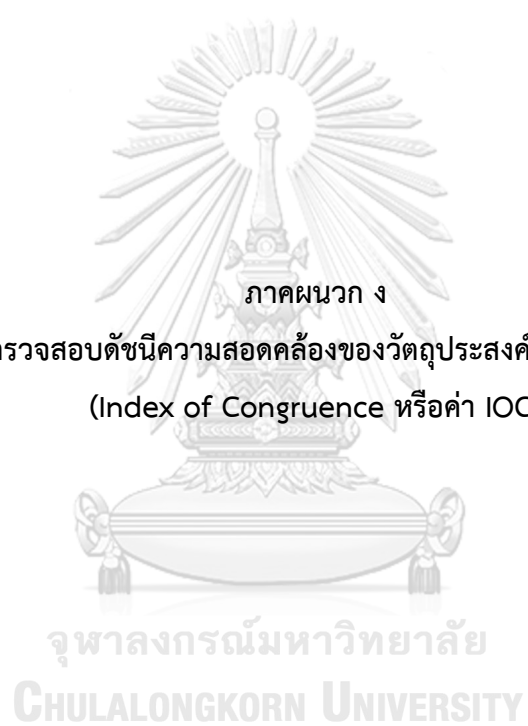 ภาคผนวก ง
รวจสอบดัชนีความสอดคล้องของวัตถุประสงค์
(Index of Congruence หรือค่า IOC
จุฬาลงกรณ์มหาวิทยาลัย
CHULALONGKORN UNIVERSITY